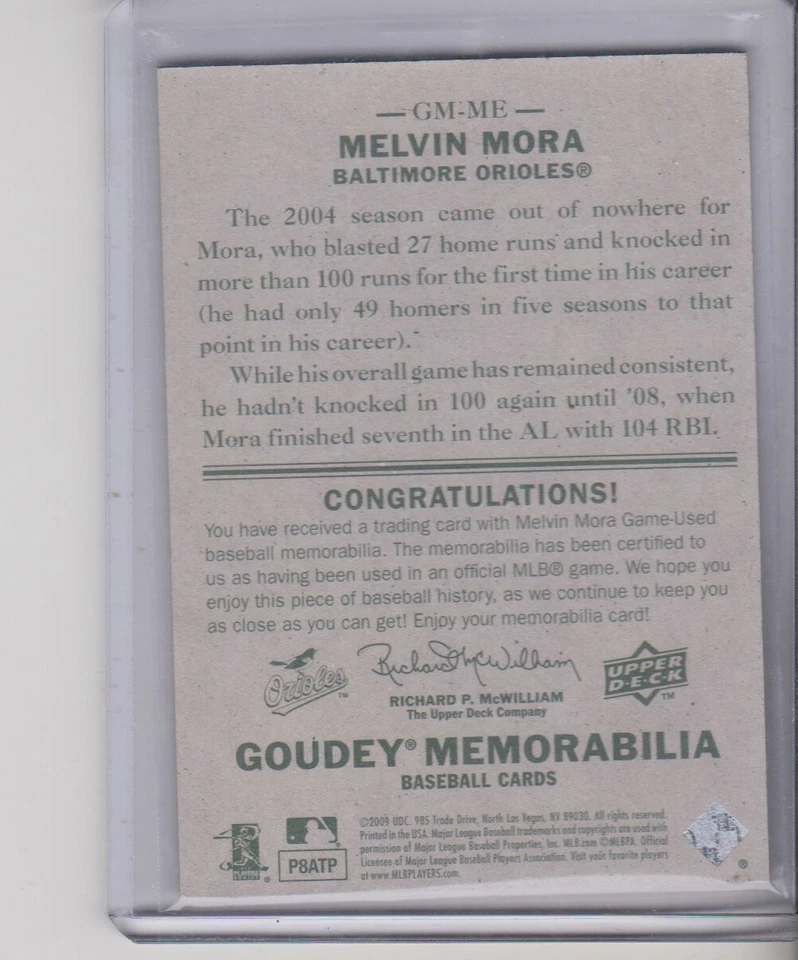 — GM-ME —
MELVIN MORA
BALTIMORE ORIOLES®
The 2004 season came out of nowhere for
Mora, who blasted 27 home runs and knocked in
more than 100 runs for the first time in his career
(he had only 49 homers in five seasons to that
point in his career).
While his overall game has remained consistent,
he hadn't knocked in 100 again until '08, when
Mora finished seventh in the AL with 104 RBI.
CONGRATULATIONS!
You have received a trading card with Melvin Mora Game-Used
baseball memorabilia. The memorabilia has been certified to
us as having been used in an official MLB® game. We hope you
enjoy this piece of baseball history, as we continue to keep you
as close as you can get! Enjoy your memorabilia card!
Orioles™
Richard P. McWilliam
RICHARD P. McWILLIAM
The Upper Deck Company
UPPER
D·E·C·K™
GOUDEY® MEMORABILIA
BASEBALL CARDS
P8ATP
©2009 UDC. 985 Trade Drive, North Las Vegas, NV 89030. All rights reserved.
Printed in the USA. Major League Baseball trademarks and copyrights are used with
permission of Major League Baseball Properties, Inc. MLB.com ©MLBPA. Official
Licensee of Major League Baseball Players Association. Visit your favorite players
at www.MLBPLAYERS.com.